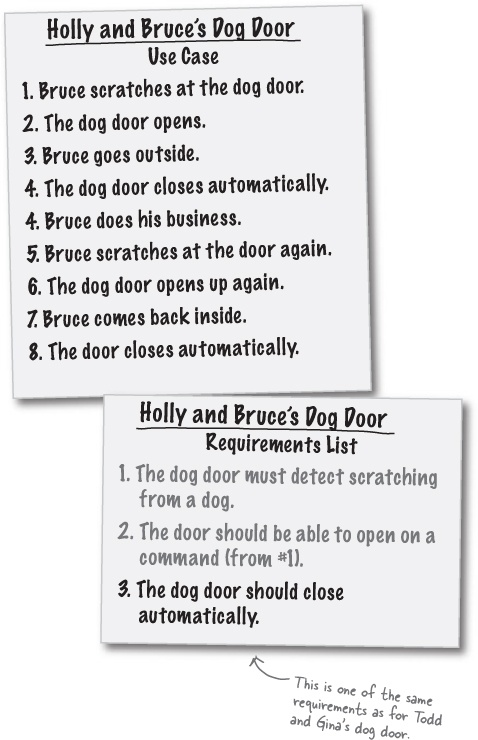 Holly and Bruce's Dog Door
Use Case
1. Bruce scratches at the dog door.
2. The dog door opens.
3. Bruce goes outside.
4. The dog door closes automatically.
4. Bruce does his business.
5. Bruce scratches at the door again.
6. The dog door opens up again.
7. Bruce comes back inside.
8. The door closes automatically.
Holly and Bruce's Dog Door
Requirements List
1. The dog door must detect scratching
from a dog.
2. The door should be able to open on a
command (from #1).
3. The dog door should close
automatically.
This is one of the same
requirements as for Todd
and Gina's dog door.